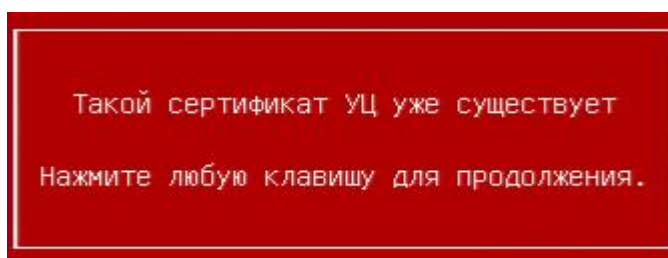 Такой сертификат УЦ уже существует
Нажмите любую клавишу для продолжения.